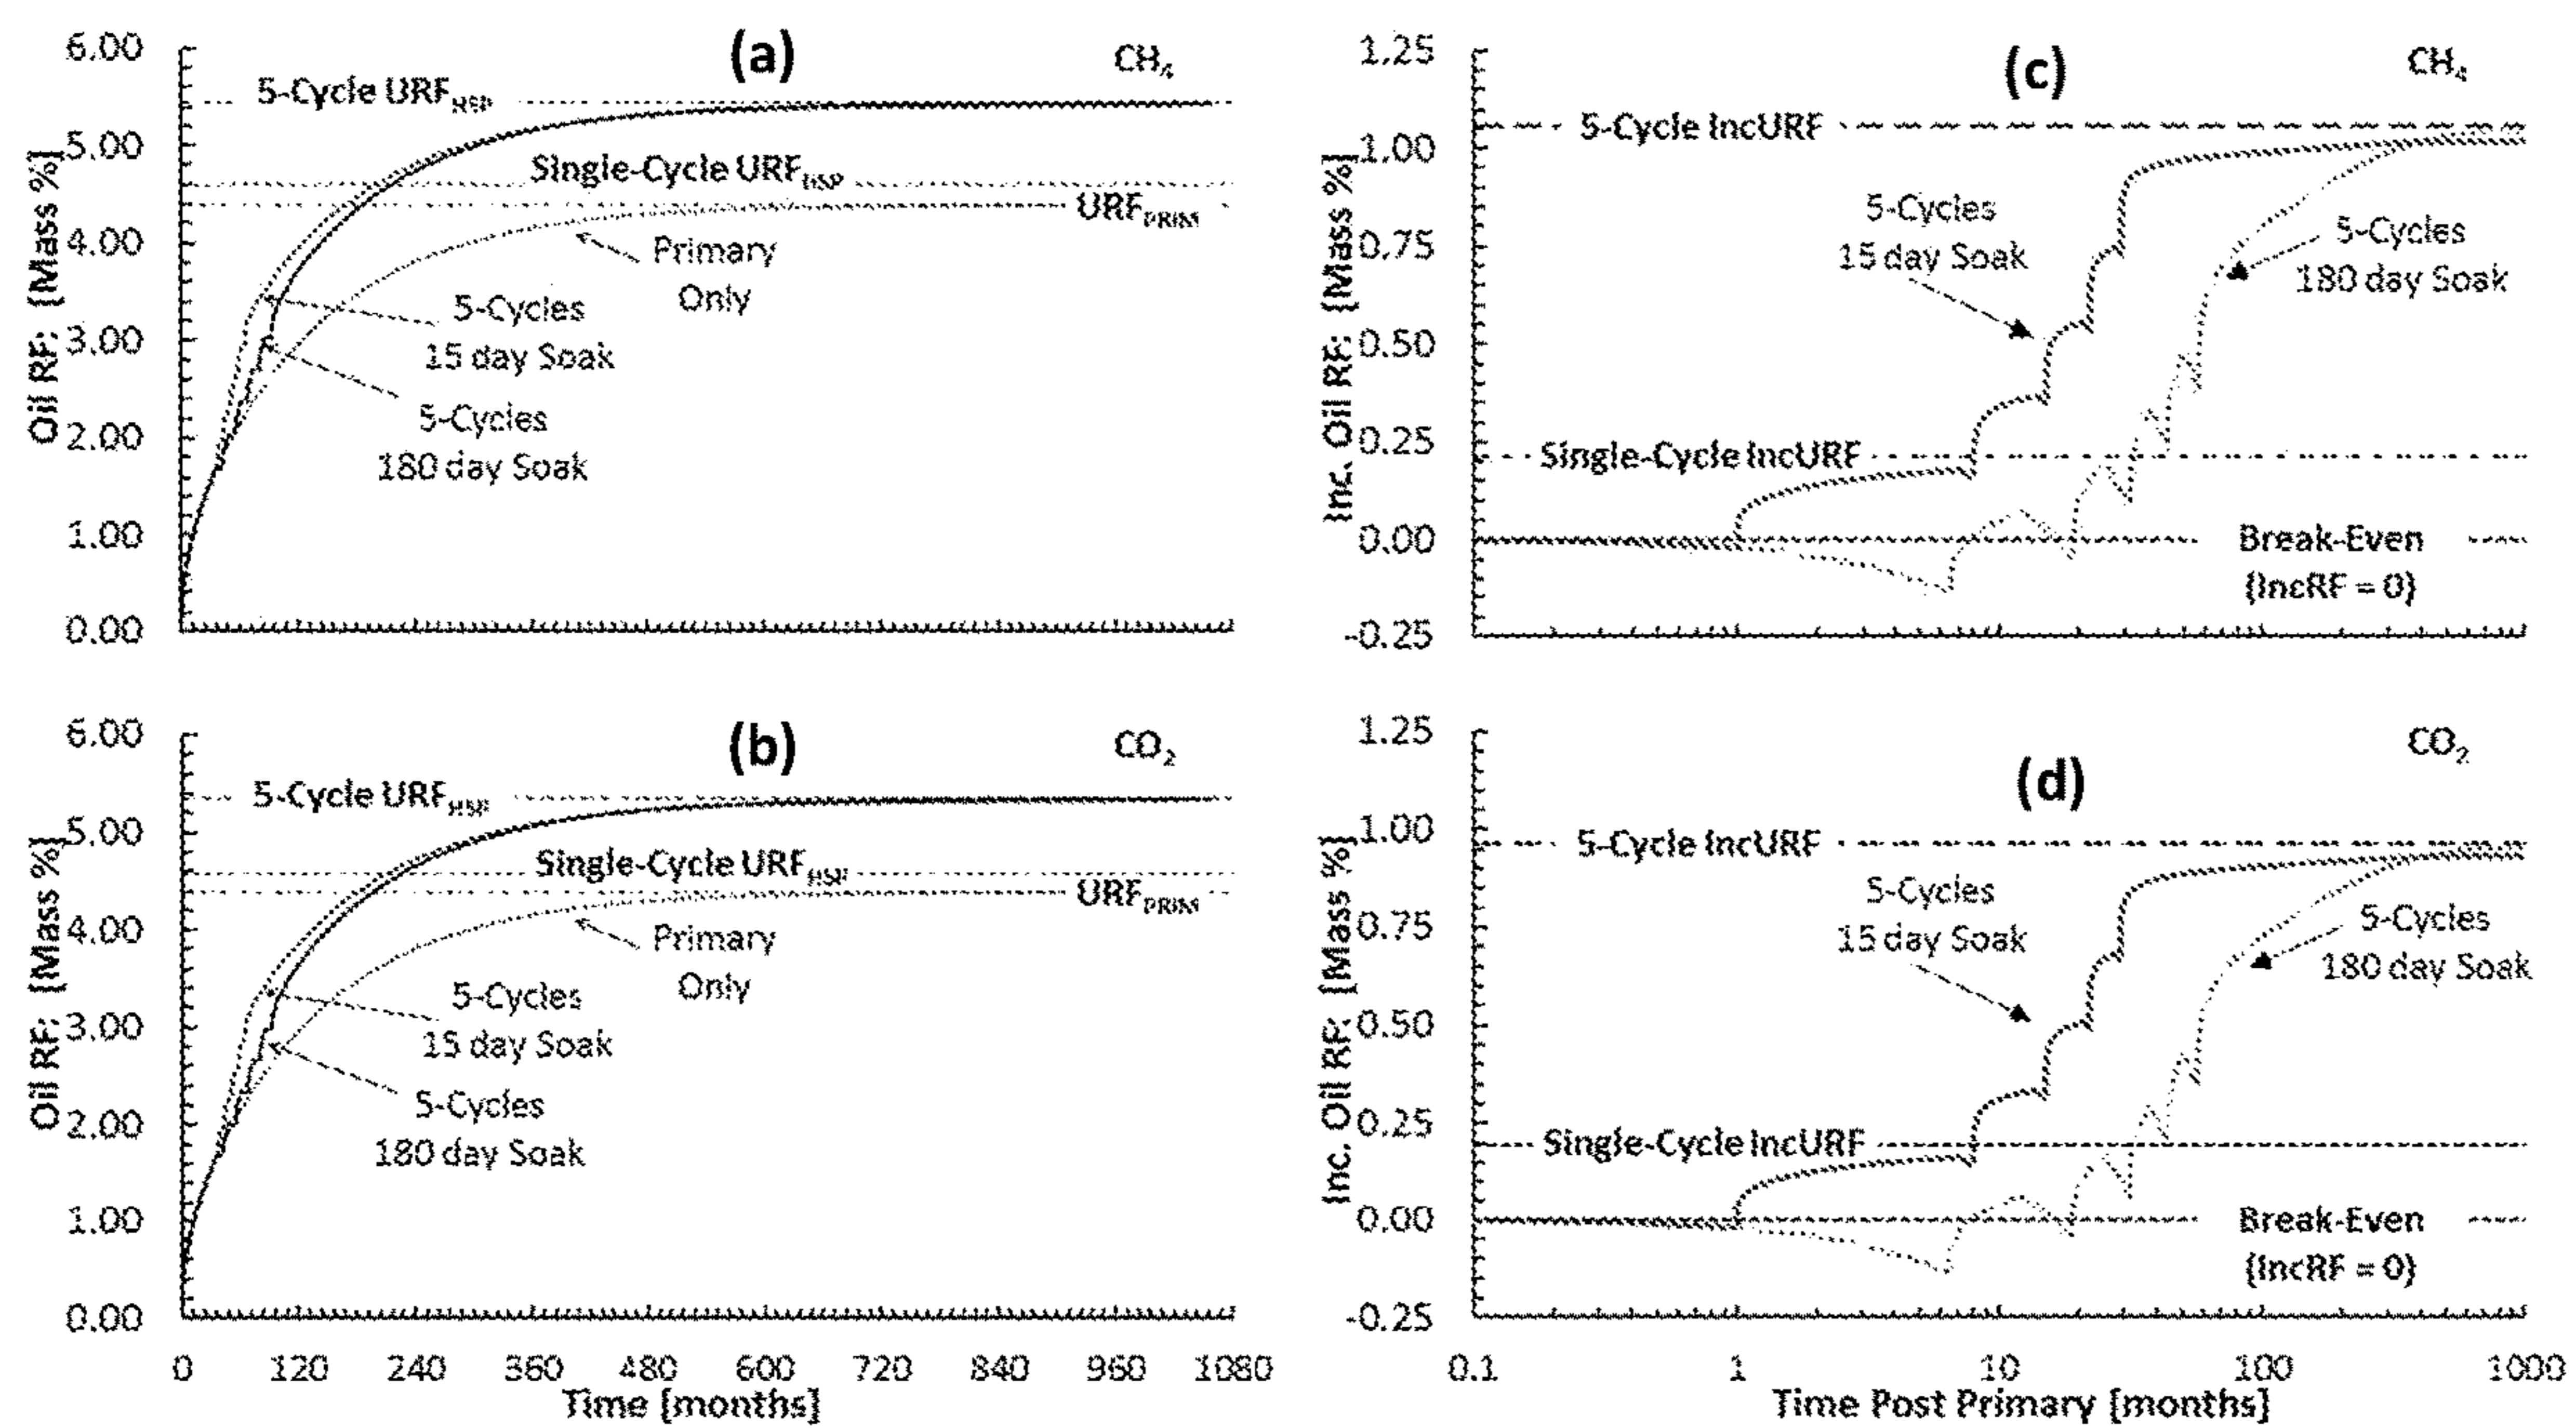 (a)
CH₄
6.00
5.00
4.00
3.00
2.00
1.00
0.00
Oil RF: [Mass %]
5-Cycle URF_HSP
Single-Cycle URF_HSP
URF_PRIM
Primary
Only
5-Cycles
15 day Soak
5-Cycles
180 day Soak
(c)
CH₄
1.25
1.00
0.75
0.50
0.25
0.00
-0.25
Inc. Oil RF: [Mass %]
5-Cycle IncURF
5-Cycles
15 day Soak
5-Cycles
180 day Soak
Single-Cycle IncURF
Break-Even
(IncRF = 0)
(b)
CO₂
6.00
5.00
4.00
3.00
2.00
1.00
0.00
Oil RF: [Mass %]
5-Cycle URF_HSP
Single-Cycle URF_HSP
URF_PRIM
Primary
Only
5-Cycles
15 day Soak
5-Cycles
180 day Soak
0 120 240 360 480 600 720 840 960 1080
Time [months]
(d)
CO₂
1.25
1.00
0.75
0.50
0.25
0.00
-0.25
Inc. Oil RF: [Mass %]
5-Cycle IncURF
5-Cycles
15 day Soak
5-Cycles
180 day Soak
Single-Cycle IncURF
Break-Even
(IncRF = 0)
0.1 1 10 100 1000
Time Post Primary [months]